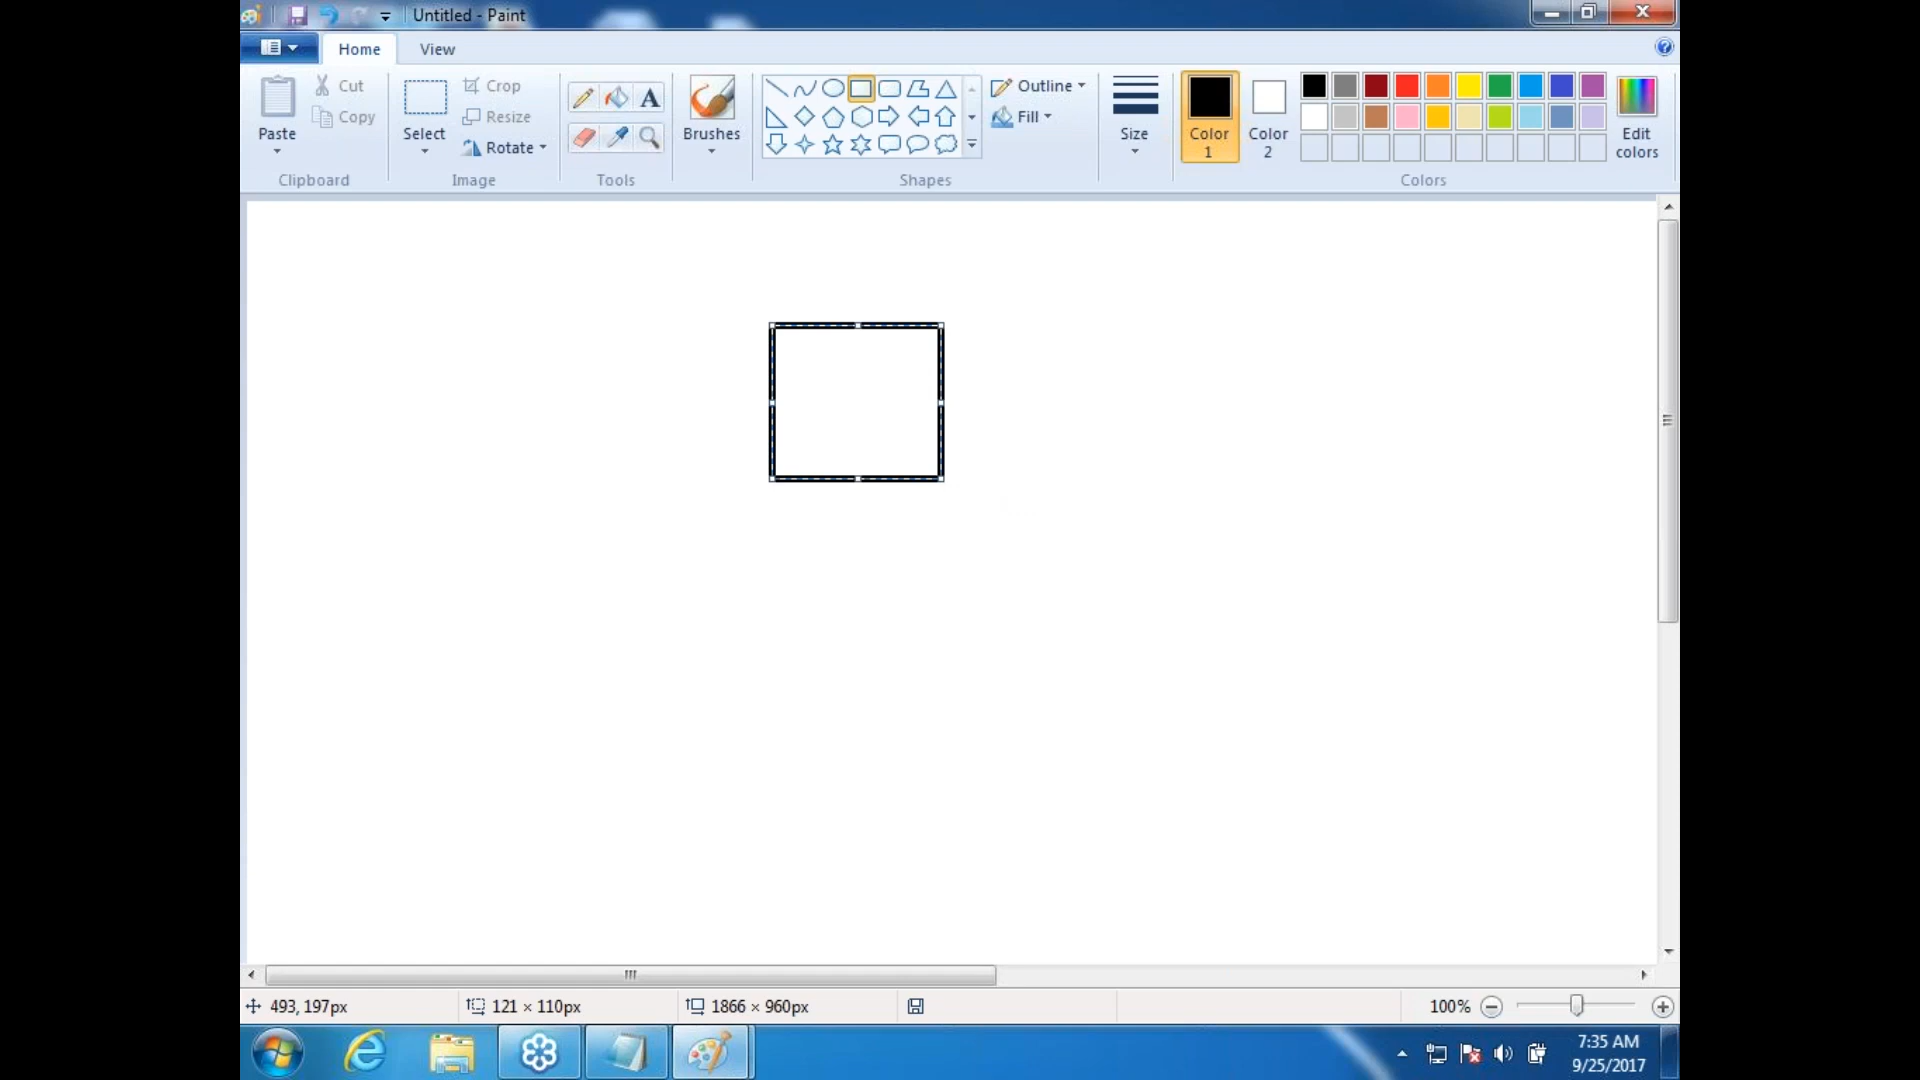 Untitled - Paint
Home
View
Paste
Cut
Copy
Clipboard
Select
Crop
Resize
Rotate
Image
A
Tools
Brushes
Shapes
Outline
Fill
Size
Color
1
Color
2
Edit
colors
Colors
493, 197px
121 × 110px
1866 × 960px
100%
7:35 AM
9/25/2017